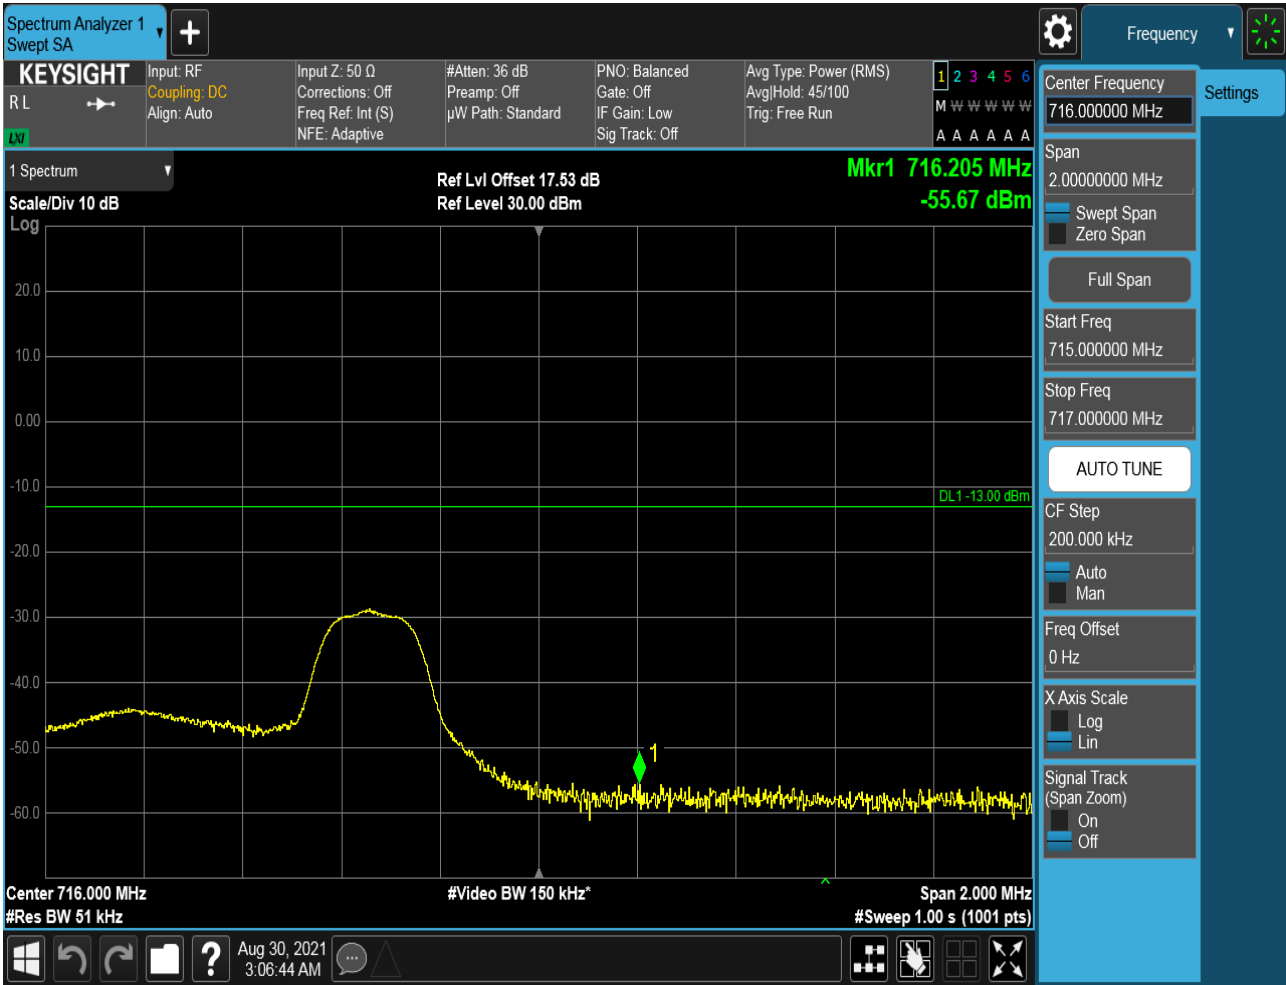 Spectrum Analyzer 1
Swept SA
Frequency
KEYSIGHT
R L
LXI
Input: RF
Coupling: DC
Align: Auto
Input Z: 50 Ω
Corrections: Off
Freq Ref: Int (S)
NFE: Adaptive
#Atten: 36 dB
Preamp: Off
µW Path: Standard
PNO: Balanced
Gate: Off
IF Gain: Low
Sig Track: Off
Avg Type: Power (RMS)
Avg|Hold: 45/100
Trig: Free Run
1 2 3 4 5 6
M W W W W W
A A A A A A
1 Spectrum
Scale/Div 10 dB
Log
Ref Lvl Offset 17.53 dB
Ref Level 30.00 dBm
Mkr1 716.205 MHz
-55.67 dBm
20.0
10.0
0.00
-10.0
DL1 -13.00 dBm
-20.0
-30.0
-40.0
-50.0
1
-60.0
Center 716.000 MHz
#Res BW 51 kHz
#Video BW 150 kHz*
Span 2.000 MHz
#Sweep 1.00 s (1001 pts)
Aug 30, 2021
3:06:44 AM
Center Frequency
716.000000 MHz
Settings
Span
2.00000000 MHz
Swept Span
Zero Span
Full Span
Start Freq
715.000000 MHz
Stop Freq
717.000000 MHz
AUTO TUNE
CF Step
200.000 kHz
Auto
Man
Freq Offset
0 Hz
X Axis Scale
Log
Lin
Signal Track
(Span Zoom)
On
Off